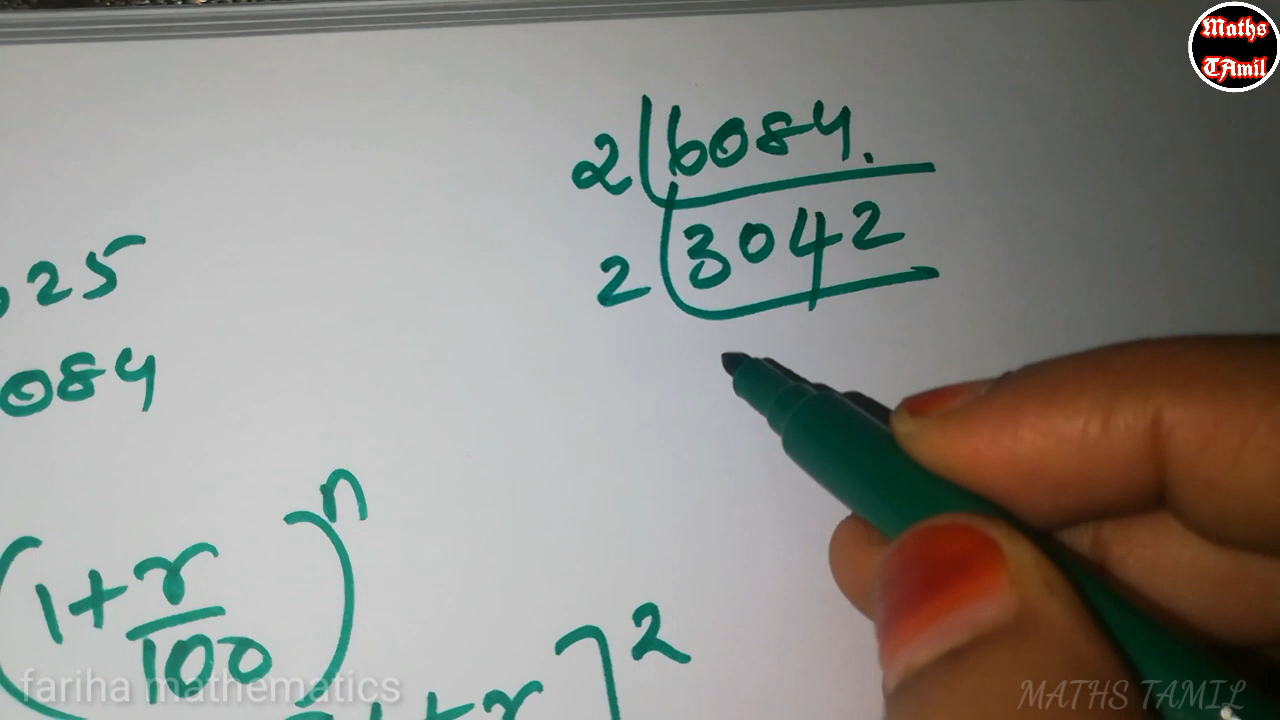 Maths
TAmil
2 6084.
2 3042
25
084
(1+r/100)^n
+r]^2
fariha mathematics
MATHS TAMIL